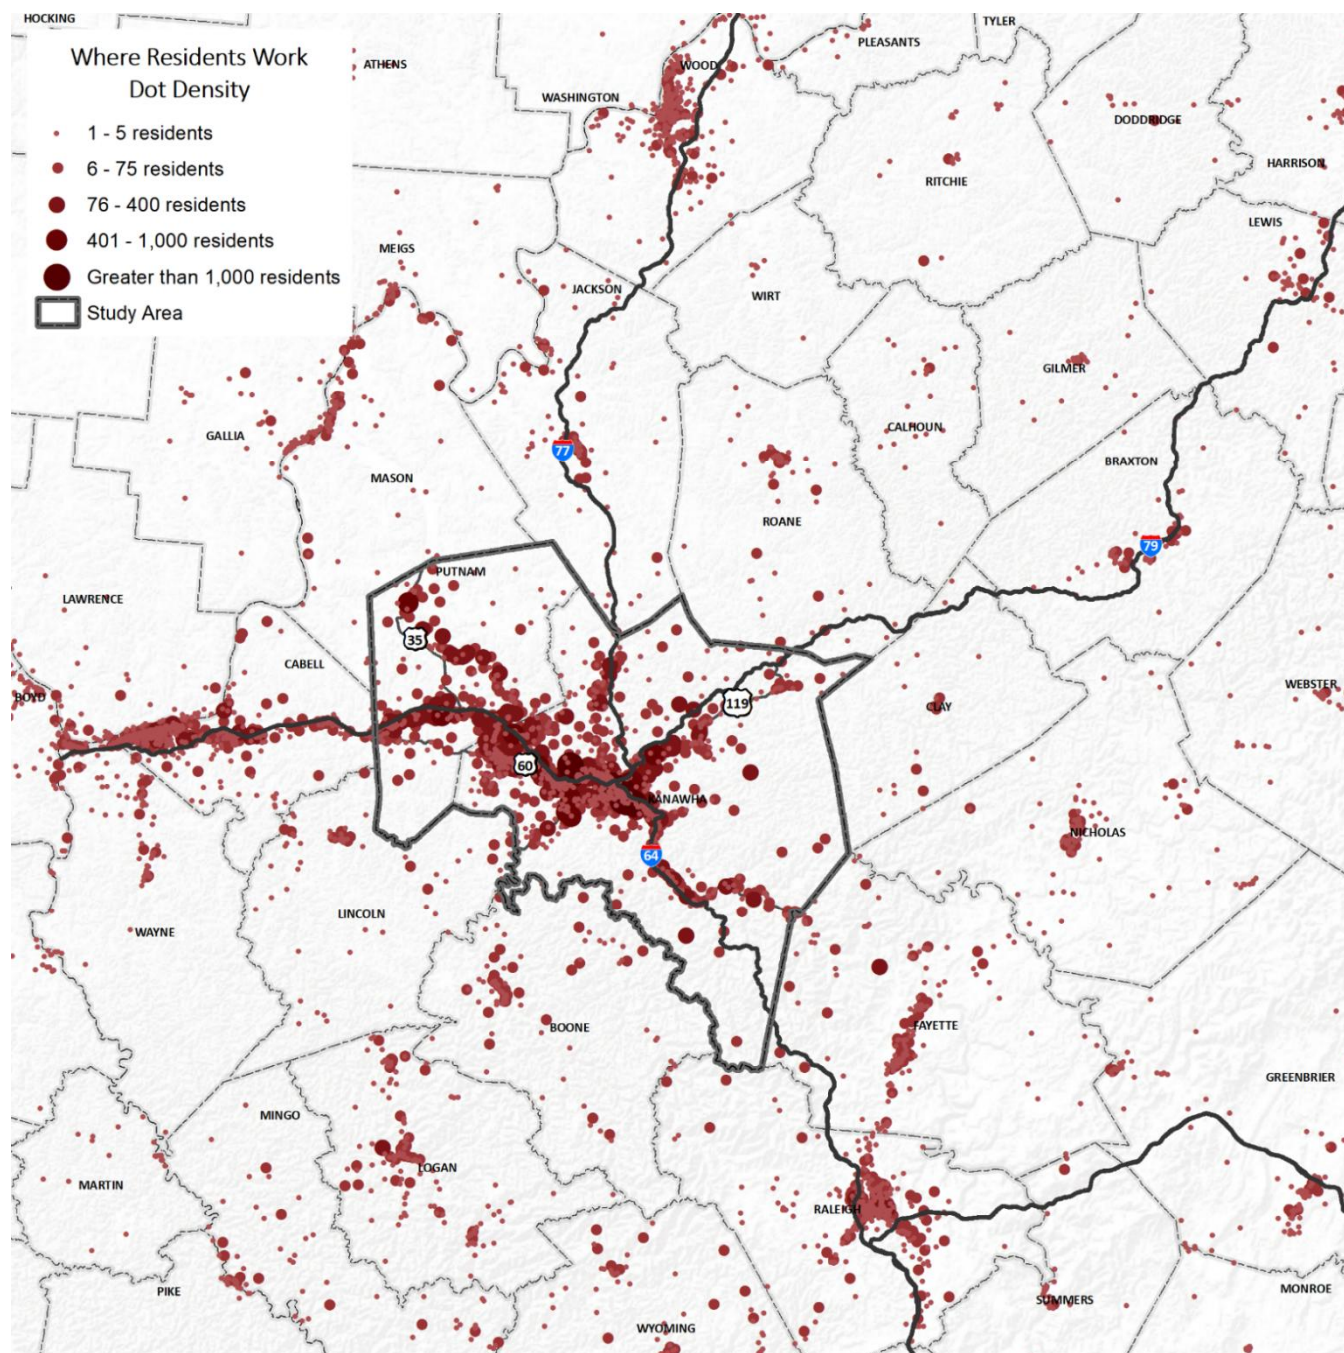 HOCKING
TYLER
PLEASANTS
Where Residents Work
Dot Density
ATHENS
WOOD
WASHINGTON
DODDRIDGE
1 - 5 residents
6 - 75 residents
HARRISON
RITCHIE
76 - 400 residents
LEWIS
401 - 1,000 residents
MEIGS
Greater than 1,000 residents
JACKSON
WIRT
Study Area
GILMER
CALHOUN
GALLIA
77
BRAXTON
MASON
ROANE
79
PUTNAM
LAWRENCE
35
CABELL
BOYD
WEBSTER
119
CLAY
60
KANAWHA
NICHOLAS
64
LINCOLN
WAYNE
FAYETTE
BOONE
GREENBRIER
MINGO
LOGAN
MARTIN
RALEIGH
PIKE
MONROE
SUMMERS
WYOMING